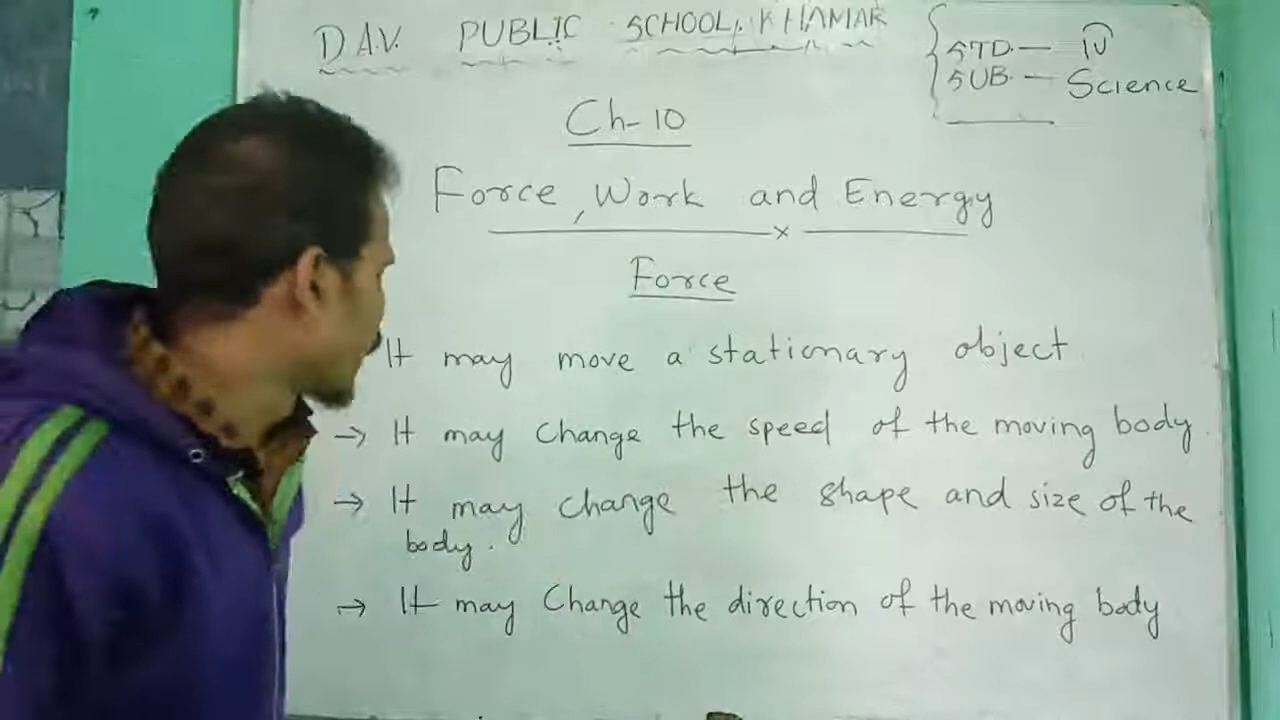 D.A.V. PUBLIC SCHOOL, KHAMAR
STD. — IV
SUB. — Science
Ch-10
Force, Work and Energy
Force
It may move a stationary object
→ It may change the speed of the moving body.
→ It may change the shape and size of the
body.
→ It may Change the direction of the moving body